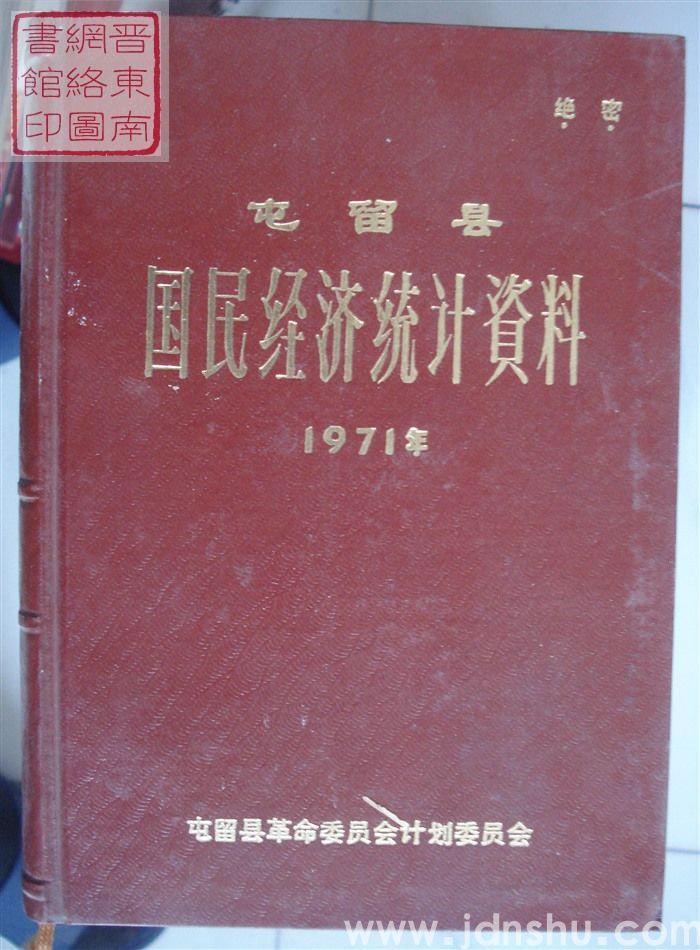 晋東南
網絡圖
書館印
绝密
屯留县
国民经济统计資料
1971年
屯留县革命委员会计划委员会
www.jdnshu.com